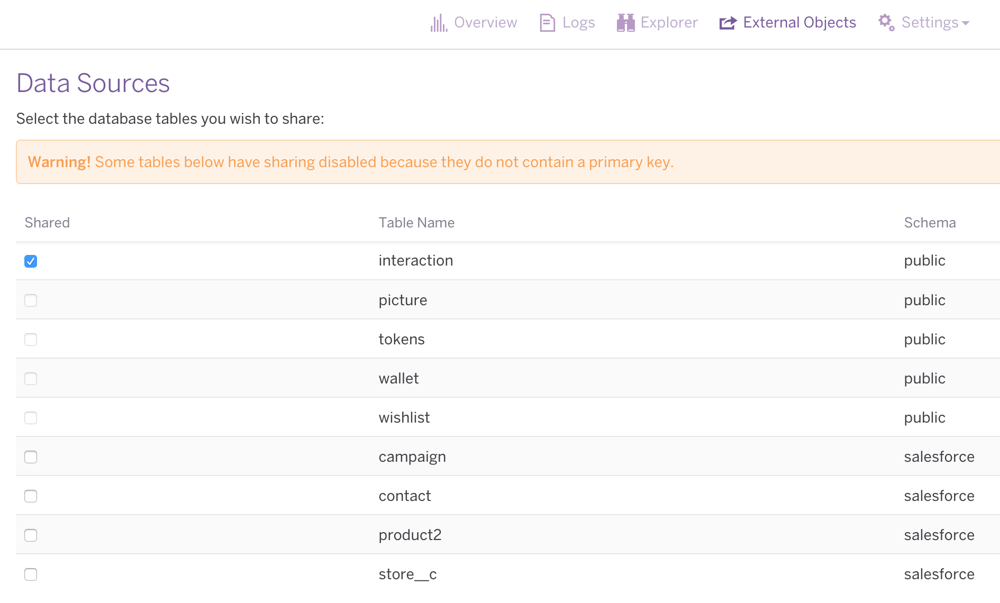 Overview Logs Explorer External Objects Settings
Data Sources
Select the database tables you wish to share:
Warning! Some tables below have sharing disabled because they do not contain a primary key.
Shared Table Name Schema
interaction public
picture public
tokens public
wallet public
wishlist public
campaign salesforce
contact salesforce
product2 salesforce
store__c salesforce